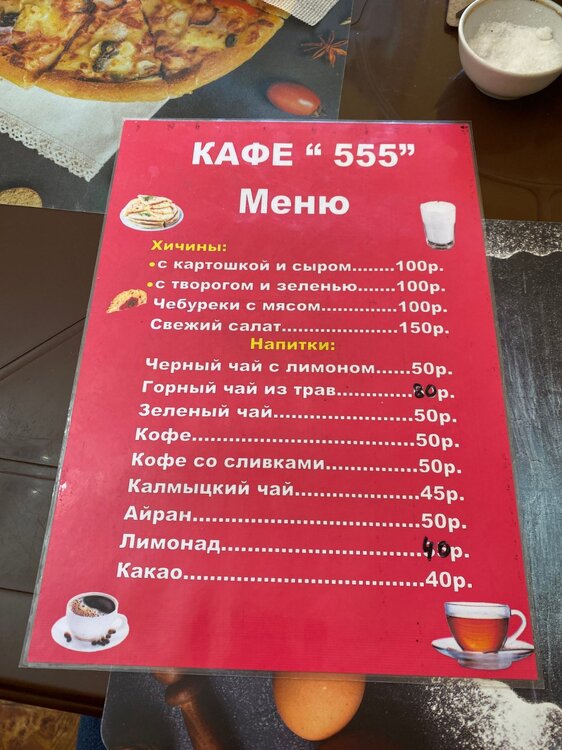 КАФЕ “ 555”
Меню
Хичины:
•с картошкой и сыром........100р.
•с творогом и зеленью.......100р.
Чебуреки с мясом..............100р.
Свежий салат......................150р.
Напитки:
Черный чай с лимоном......50р.
Горный чай из трав.............80р.
Зеленый чай........................50р.
Кофе.....................................50р.
Кофе со сливками...............50р.
Калмыцкий чай....................45р.
Айран....................................50р.
Лимонад................................40р.
Какао......................................40р.